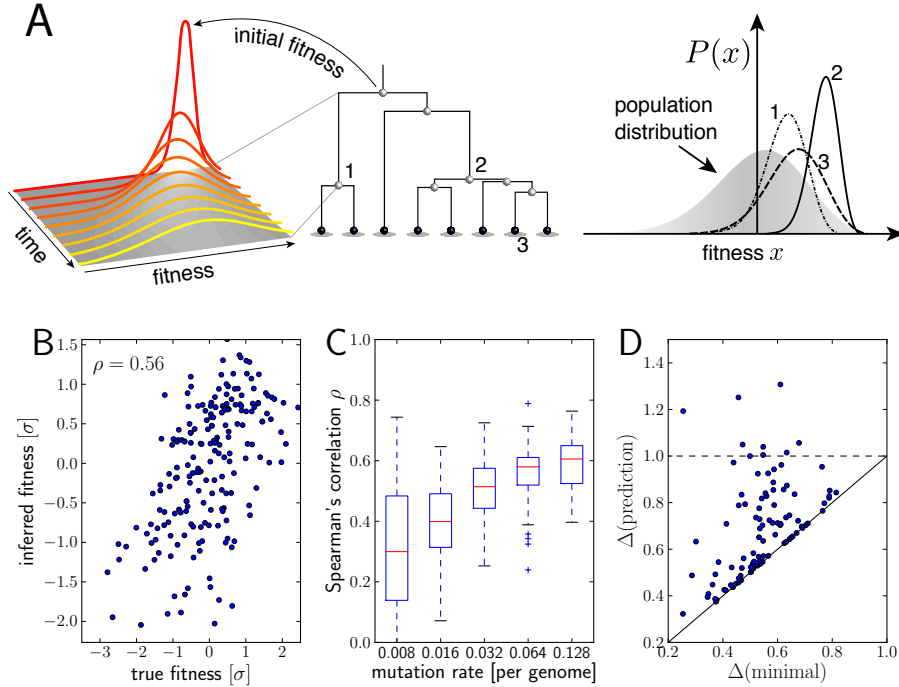 A
initial fitness
time
fitness
1
2
3
P(x)
population
distribution
1
2
3
fitness x
B
ρ = 0.56
inferred fitness [σ]
1.5
1.0
0.5
0.0
-0.5
-1.0
-1.5
-2.0
-3 -2 -1 0 1 2
true fitness [σ]
C
Spearman's correlation ρ
1.0
0.8
0.6
0.4
0.2
0.0
0.008 0.016 0.032 0.064 0.128
mutation rate [per genome]
D
Δ(prediction)
1.4
1.2
1.0
0.8
0.6
0.4
0.2
0.2 0.4 0.6 0.8 1.0
Δ(minimal)